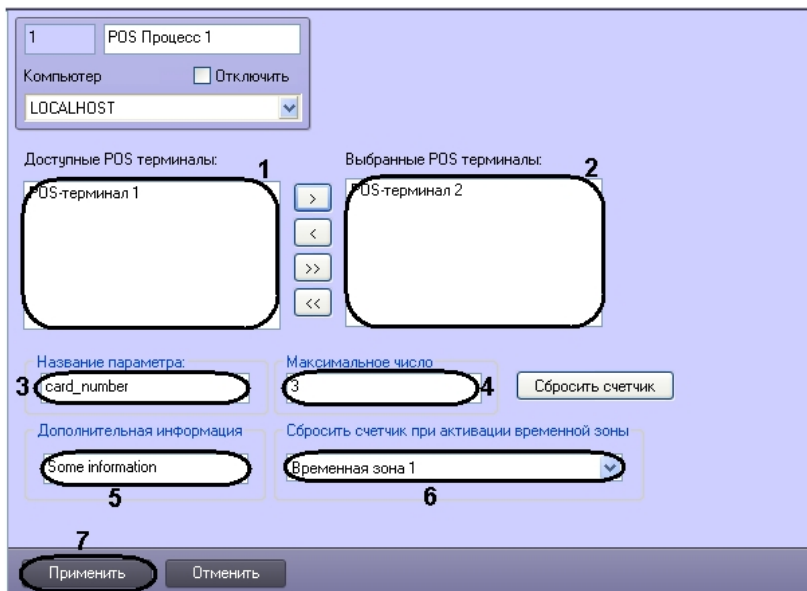 1 POS Процесс 1
Компьютер Отключить
LOCALHOST
Доступные POS терминалы: 1 Выбранные POS терминалы: 2
POS-терминал 1 > POS-терминал 2
<
>>
<<
Название параметра: Максимальное число
3 card_number 3 4 Сбросить счетчик
Дополнительная информация Сбросить счетчик при активации временной зоны
Some information Временная зона 1
5 6
7
Применить Отменить